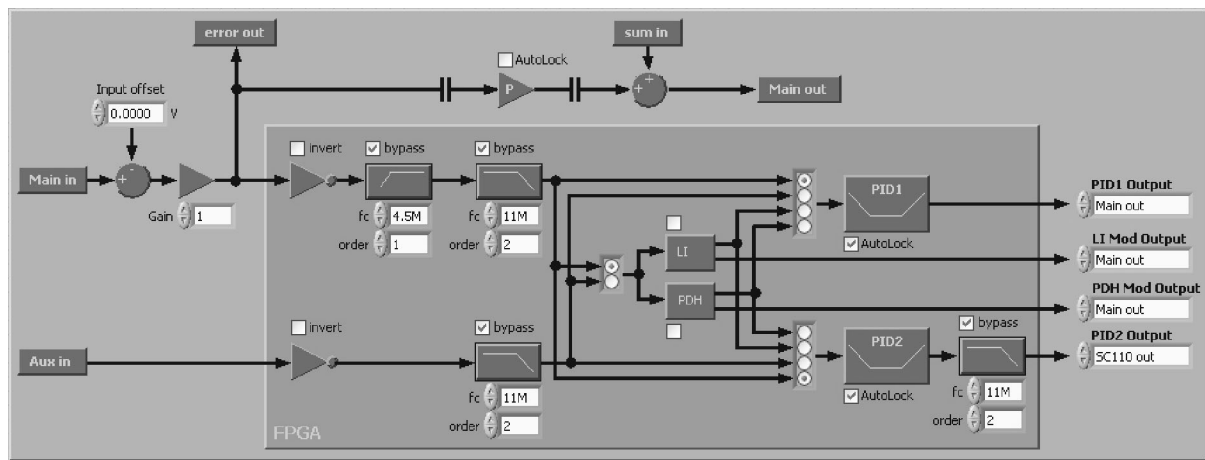 error out
sum in
AutoLock
P
+ +
Main out
Input offset
0.0000 V
+ -
Main in
Gain 1
invert
bypass
bypass
fc 4.5M
fc 11M
order 1
order 2
PID1
AutoLock
PID1 Output
Main out
LI
LI Mod Output
Main out
PDH
PDH Mod Output
Main out
invert
bypass
PID2
bypass
PID2 Output
SC110 out
Aux in
AutoLock
fc 11M
fc 11M
order 2
order 2
FPGA